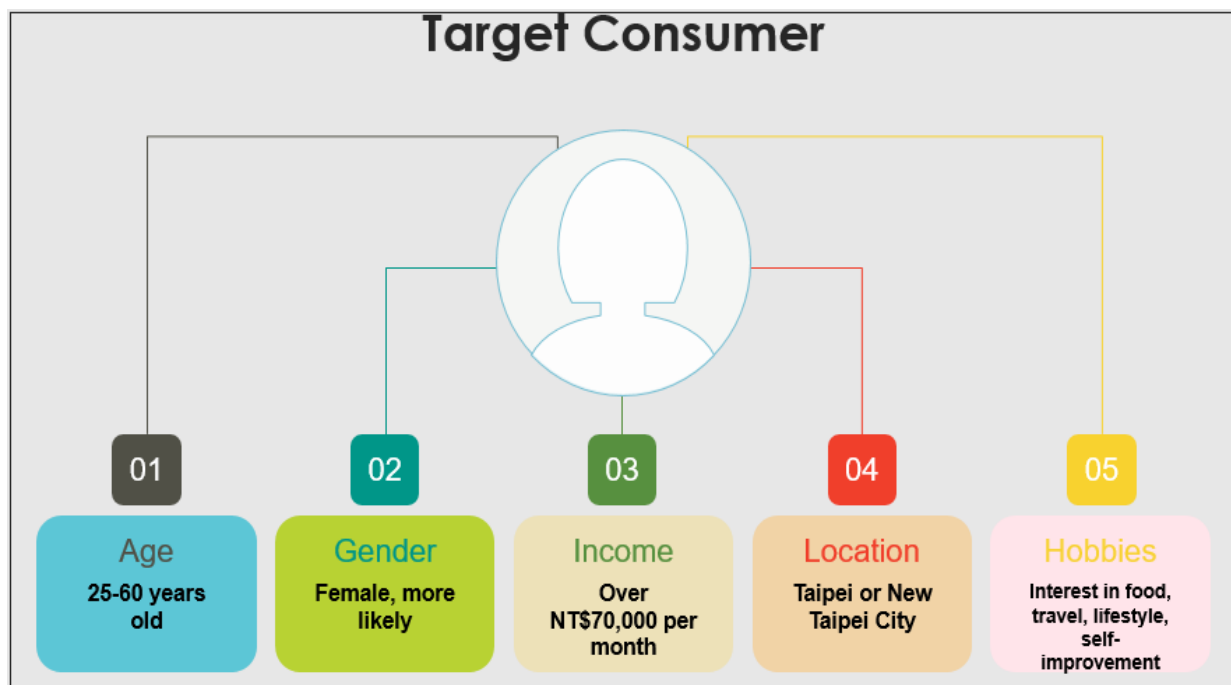 Target Consumer
01
02
03
04
05
Age
25-60 years
old
Gender
Female, more
likely
Income
Over
NT$70,000 per
month
Location
Taipei or New
Taipei City
Hobbies
Interest in food,
travel, lifestyle,
self-
improvement